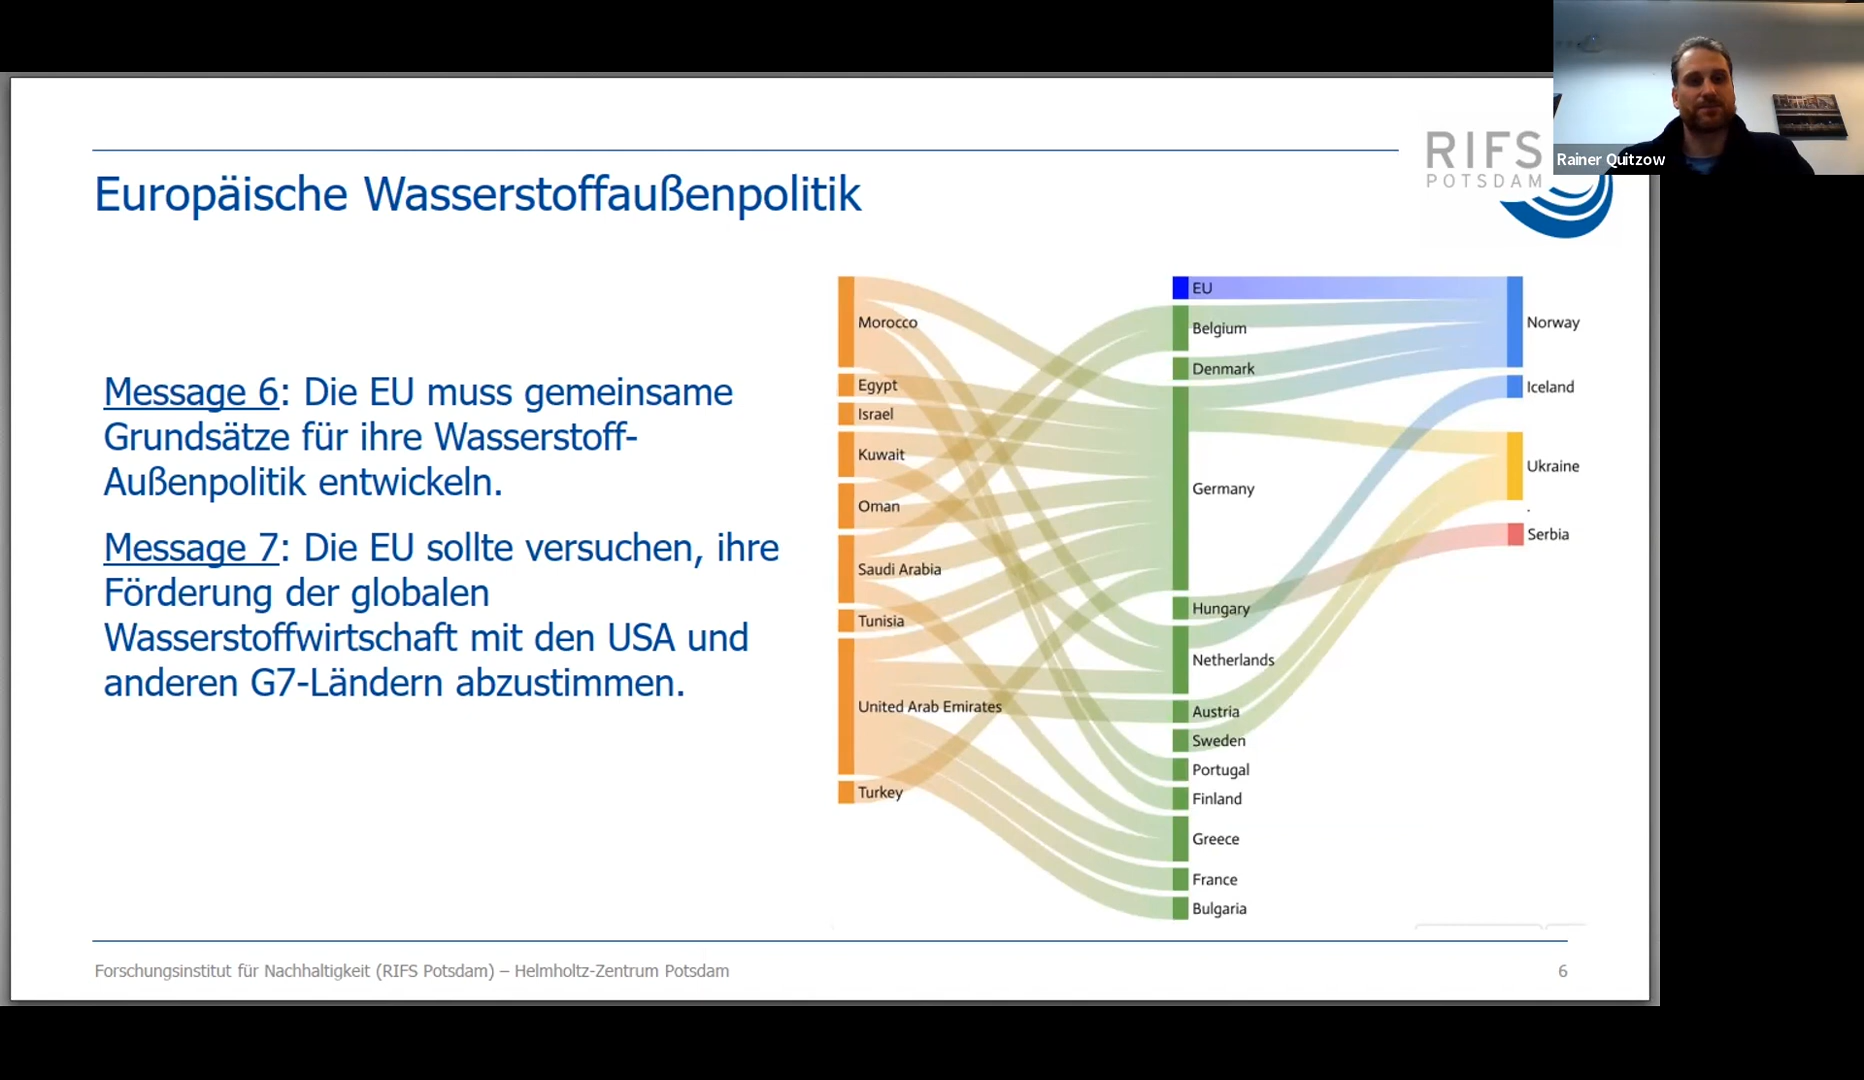 Rainer Quitzow
RIFS
POTSDAM
Europäische Wasserstoffaußenpolitik
Message 6: Die EU muss gemeinsame
Grundsätze für ihre Wasserstoff-
Außenpolitik entwickeln.
Message 7: Die EU sollte versuchen, ihre
Förderung der globalen
Wasserstoffwirtschaft mit den USA und
anderen G7-Ländern abzustimmen.
Morocco
Egypt
Israel
Kuwait
Oman
Saudi Arabia
Tunisia
United Arab Emirates
Turkey
EU
Belgium
Denmark
Germany
Hungary
Netherlands
Austria
Sweden
Portugal
Finland
Greece
France
Bulgaria
Norway
Iceland
Ukraine
Serbia
Forschungsinstitut für Nachhaltigkeit (RIFS Potsdam) – Helmholtz-Zentrum Potsdam
6